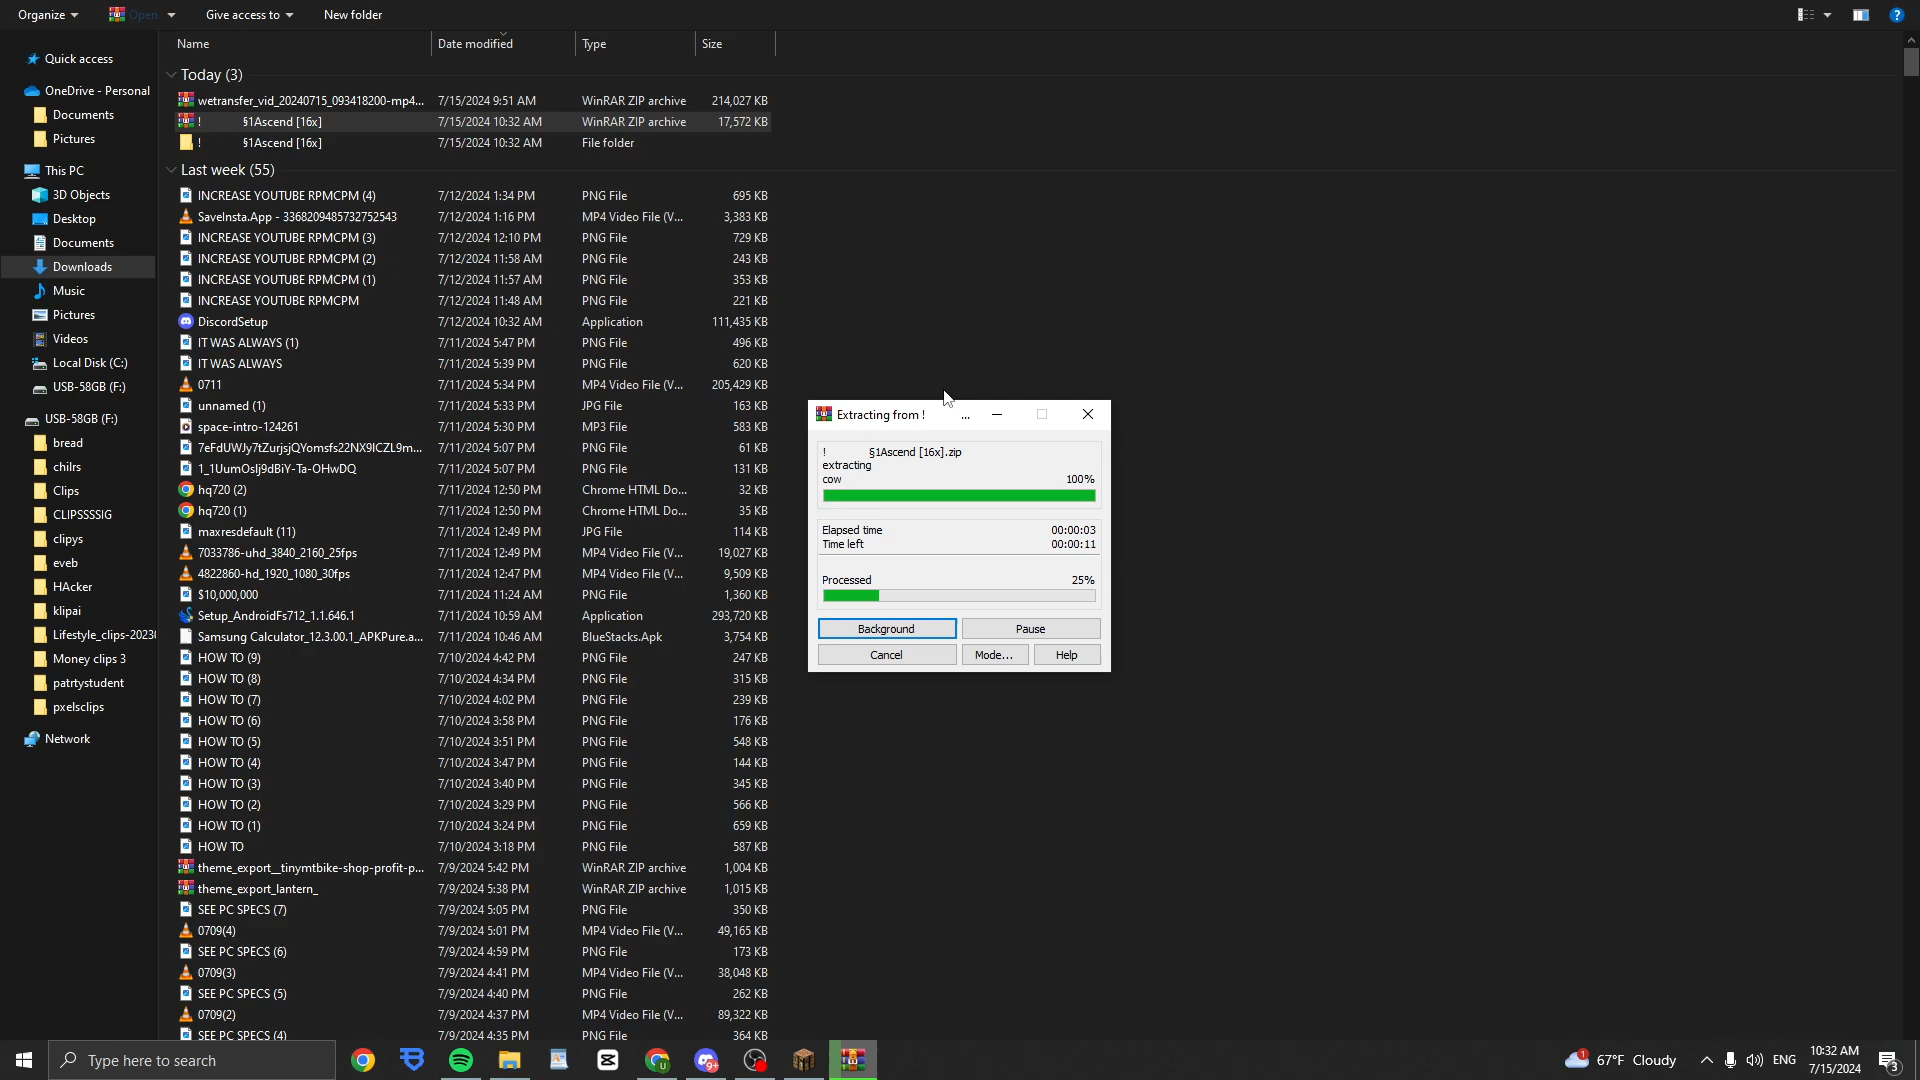 Organize
Open
Give access to
New folder
Name
Date modified
Type
Size
Quick access
OneDrive - Personal
Documents
Pictures
This PC
3D Objects
Desktop
Documents
Downloads
Music
Pictures
Videos
Local Disk (C:)
USB-58GB (F:)
USB-58GB (F:)
bread
chilrs
Clips
CLIPSSSSIG
clipys
eveb
HAcker
klipai
Lifestyle_clips-2023
Money clips 3
patrtystudent
pxelsclips
Network
Today (3)
wetransfer_vid_20240715_093418200-mp4... 7/15/2024 9:51 AM WinRAR ZIP archive 214,027 KB
! §1Ascend [16x] 7/15/2024 10:32 AM WinRAR ZIP archive 17,572 KB
! §1Ascend [16x] 7/15/2024 10:32 AM File folder
Last week (55)
INCREASE YOUTUBE RPMCPM (4) 7/12/2024 1:34 PM PNG File 695 KB
SaveInsta.App - 3368209485732752543 7/12/2024 1:16 PM MP4 Video File (V... 3,383 KB
INCREASE YOUTUBE RPMCPM (3) 7/12/2024 12:10 PM PNG File 729 KB
INCREASE YOUTUBE RPMCPM (2) 7/12/2024 11:58 AM PNG File 243 KB
INCREASE YOUTUBE RPMCPM (1) 7/12/2024 11:57 AM PNG File 353 KB
INCREASE YOUTUBE RPMCPM 7/12/2024 11:48 AM PNG File 221 KB
DiscordSetup 7/12/2024 10:32 AM Application 111,435 KB
IT WAS ALWAYS (1) 7/11/2024 5:47 PM PNG File 496 KB
IT WAS ALWAYS 7/11/2024 5:39 PM PNG File 620 KB
0711 7/11/2024 5:34 PM MP4 Video File (V... 205,429 KB
unnamed (1) 7/11/2024 5:33 PM JPG File 163 KB
space-intro-124261 7/11/2024 5:30 PM MP3 File 583 KB
7eFdUWJy7tZurjsjQYomsfs22NX9ICZL9m... 7/11/2024 5:07 PM PNG File 61 KB
1_1UumOsIj9dBiY-Ta-OHwDQ 7/11/2024 5:07 PM PNG File 131 KB
hq720 (2) 7/11/2024 12:50 PM Chrome HTML Do... 32 KB
hq720 (1) 7/11/2024 12:50 PM Chrome HTML Do... 35 KB
maxresdefault (11) 7/11/2024 12:49 PM JPG File 114 KB
7033786-uhd_3840_2160_25fps 7/11/2024 12:49 PM MP4 Video File (V... 19,027 KB
4822860-hd_1920_1080_30fps 7/11/2024 12:47 PM MP4 Video File (V... 9,509 KB
$10,000,000 7/11/2024 11:24 AM PNG File 1,360 KB
Setup_AndroidFs712_1.1.646.1 7/11/2024 10:59 AM Application 293,720 KB
Samsung Calculator_12.3.00.1_APKPure.a... 7/11/2024 10:46 AM BlueStacks.Apk 3,754 KB
HOW TO (9) 7/10/2024 4:42 PM PNG File 247 KB
HOW TO (8) 7/10/2024 4:34 PM PNG File 315 KB
HOW TO (7) 7/10/2024 4:02 PM PNG File 239 KB
HOW TO (6) 7/10/2024 3:58 PM PNG File 176 KB
HOW TO (5) 7/10/2024 3:51 PM PNG File 548 KB
HOW TO (4) 7/10/2024 3:47 PM PNG File 144 KB
HOW TO (3) 7/10/2024 3:40 PM PNG File 345 KB
HOW TO (2) 7/10/2024 3:29 PM PNG File 566 KB
HOW TO (1) 7/10/2024 3:24 PM PNG File 659 KB
HOW TO 7/10/2024 3:18 PM PNG File 587 KB
theme_export__tinymtbike-shop-profit-p... 7/9/2024 5:42 PM WinRAR ZIP archive 1,004 KB
theme_export_lantern_ 7/9/2024 5:38 PM WinRAR ZIP archive 1,015 KB
SEE PC SPECS (7) 7/9/2024 5:05 PM PNG File 350 KB
0709(4) 7/9/2024 5:01 PM MP4 Video File (V... 49,165 KB
SEE PC SPECS (6) 7/9/2024 4:59 PM PNG File 173 KB
0709(3) 7/9/2024 4:41 PM MP4 Video File (V... 38,048 KB
SEE PC SPECS (5) 7/9/2024 4:40 PM PNG File 262 KB
0709(2) 7/9/2024 4:37 PM MP4 Video File (V... 89,322 KB
SEE PC SPECS (4) 7/9/2024 4:35 PM PNG File 364 KB
Extracting from ! ...
! §1Ascend [16x].zip
extracting
cow 100%
Elapsed time 00:00:03
Time left 00:00:11
Processed 25%
Background
Pause
Cancel
Mode...
Help
Type here to search
9+
1
67°F Cloudy
ENG
10:32 AM
7/15/2024
3